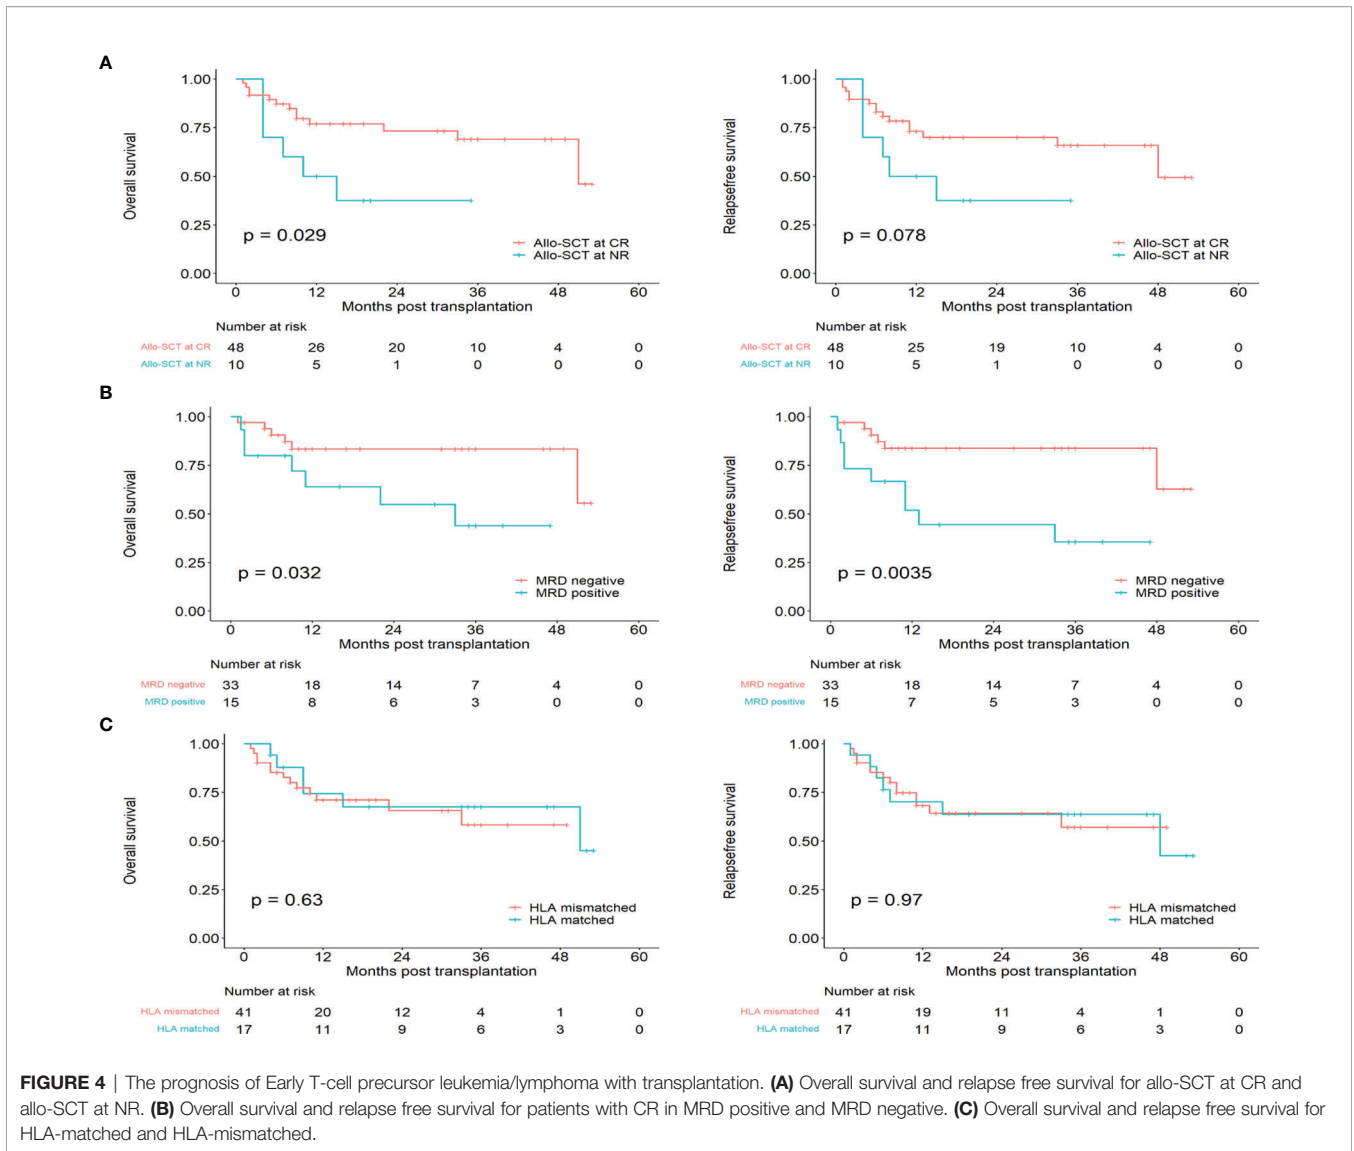 A
1.00
0.75
0.50
0.25
0.00
Overall survival
p = 0.029
Allo-SCT at CR
Allo-SCT at NR
0 12 24 36 48 60
Months post transplantation
Number at risk
Allo-SCT at CR 48 26 20 10 4 0
Allo-SCT at NR 10 5 1 0 0 0
1.00
0.75
0.50
0.25
0.00
Relapsefree survival
p = 0.078
Allo-SCT at CR
Allo-SCT at NR
0 12 24 36 48 60
Months post transplantation
Number at risk
Allo-SCT at CR 48 25 19 10 4 0
Allo-SCT at NR 10 5 1 0 0 0
B
1.00
0.75
0.50
0.25
0.00
Overall survival
p = 0.032
MRD negative
MRD positive
0 12 24 36 48 60
Months post transplantation
Number at risk
MRD negative 33 18 14 7 4 0
MRD positive 15 8 6 3 0 0
1.00
0.75
0.50
0.25
0.00
Relapsefree survival
p = 0.0035
MRD negative
MRD positive
0 12 24 36 48 60
Months post transplantation
Number at risk
MRD negative 33 18 14 7 4 0
MRD positive 15 7 5 3 0 0
C
1.00
0.75
0.50
0.25
0.00
Overall survival
p = 0.63
HLA mismatched
HLA matched
0 12 24 36 48 60
Months post transplantation
Number at risk
HLA mismatched 41 20 12 4 1 0
HLA matched 17 11 9 6 3 0
1.00
0.75
0.50
0.25
0.00
Relapsefree survival
p = 0.97
HLA mismatched
HLA matched
0 12 24 36 48 60
Months post transplantation
Number at risk
HLA mismatched 41 19 11 4 1 0
HLA matched 17 11 9 6 3 0
FIGURE 4 | The prognosis of Early T-cell precursor leukemia/lymphoma with transplantation. (A) Overall survival and relapse free survival for allo-SCT at CR and
allo-SCT at NR. (B) Overall survival and relapse free survival for patients with CR in MRD positive and MRD negative. (C) Overall survival and relapse free survival for
HLA-matched and HLA-mismatched.